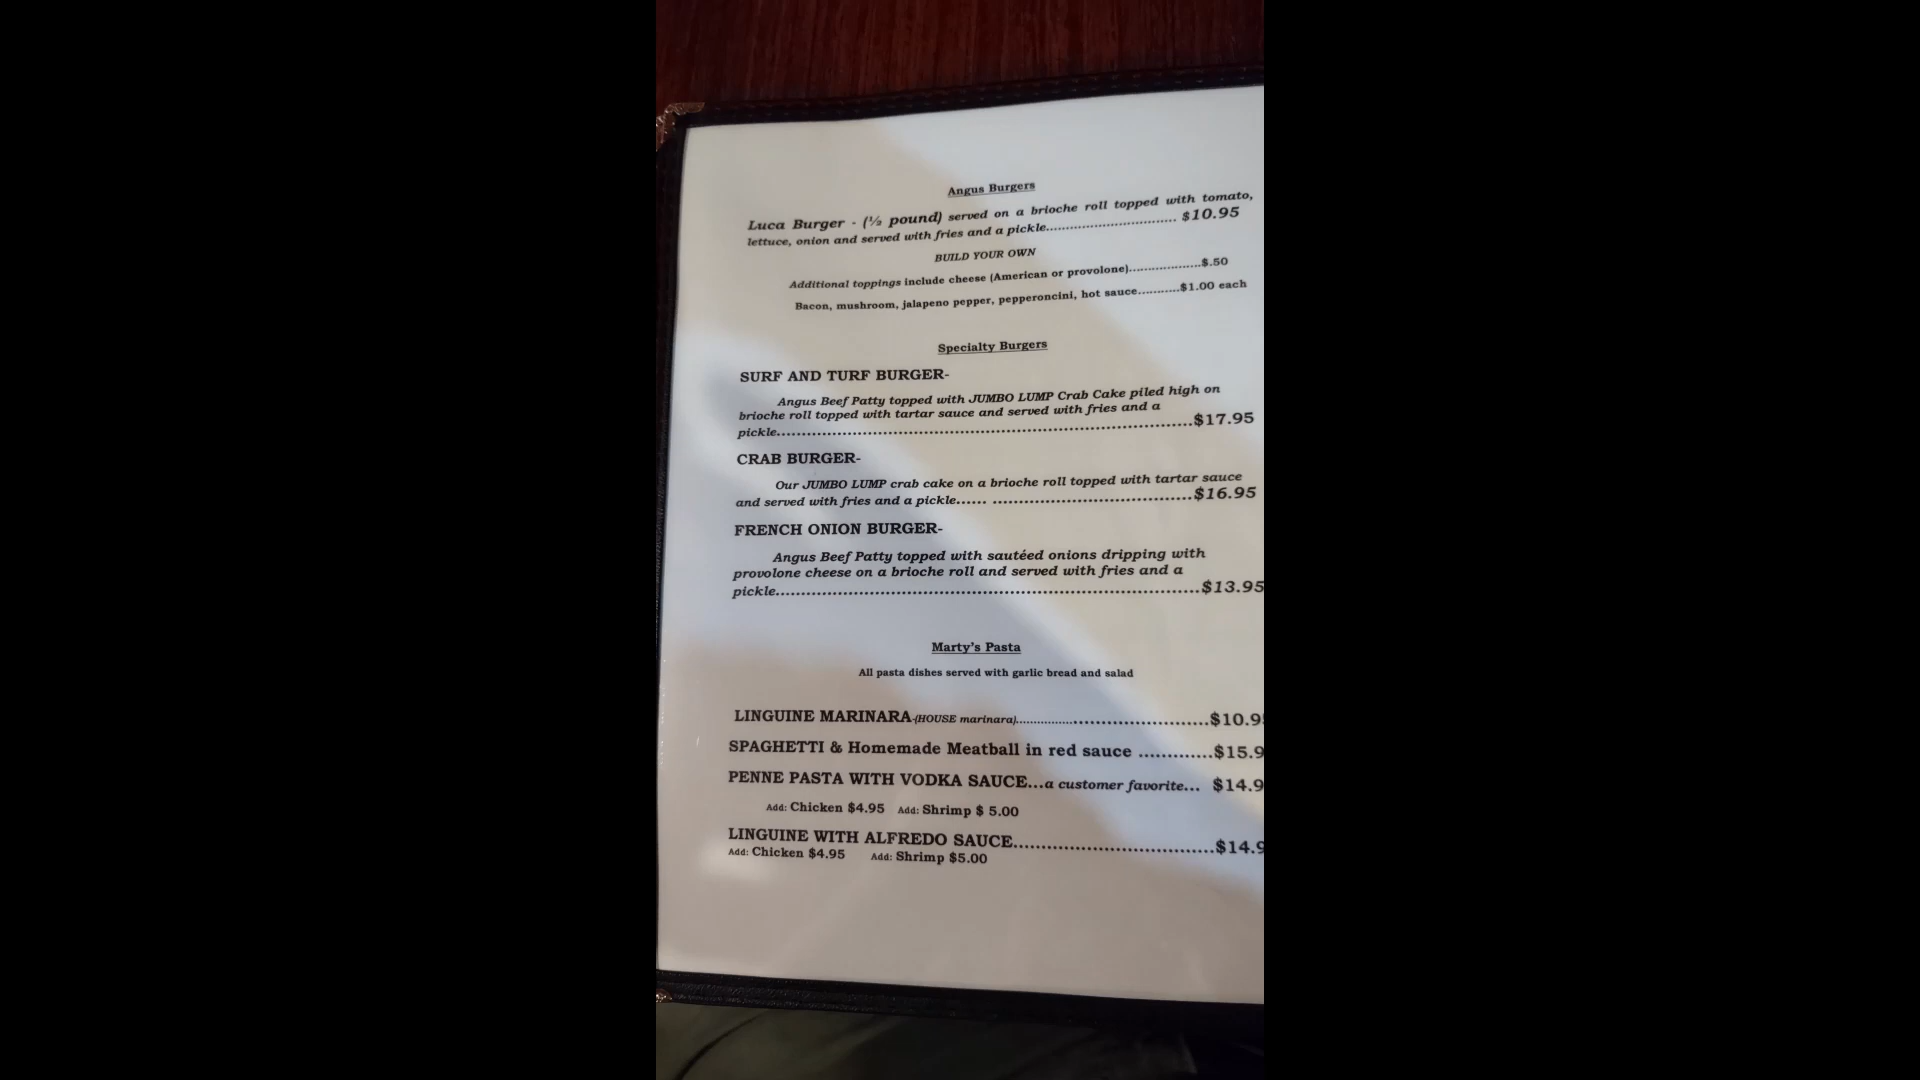 Angus Burgers
Luca Burger - (½ pound) served on a brioche roll topped with tomato,
lettuce, onion and served with fries and a pickle.............................. $10.95
BUILD YOUR OWN
Additional toppings include cheese (American or provolone)...................$.50
Bacon, mushroom, jalapeno pepper, pepperoncini, hot sauce...........$1.00 each
Specialty Burgers
SURF AND TURF BURGER-
Angus Beef Patty topped with JUMBO LUMP Crab Cake piled high on
brioche roll topped with tartar sauce and served with fries and a
pickle.................................................................................$17.95
CRAB BURGER-
Our JUMBO LUMP crab cake on a brioche roll topped with tartar sauce
and served with fries and a pickle...... .......................................$16.95
FRENCH ONION BURGER-
Angus Beef Patty topped with sautéed onions dripping with
provolone cheese on a brioche roll and served with fries and a
pickle.................................................................................$13.95
Marty's Pasta
All pasta dishes served with garlic bread and salad
LINGUINE MARINARA-(HOUSE marinara)..........................................$10.9
SPAGHETTI & Homemade Meatball in red sauce ............$15.9
PENNE PASTA WITH VODKA SAUCE...a customer favorite... $14.9
Add: Chicken $4.95 Add: Shrimp $ 5.00
LINGUINE WITH ALFREDO SAUCE.................................$14.9
Add: Chicken $4.95 Add: Shrimp $5.00